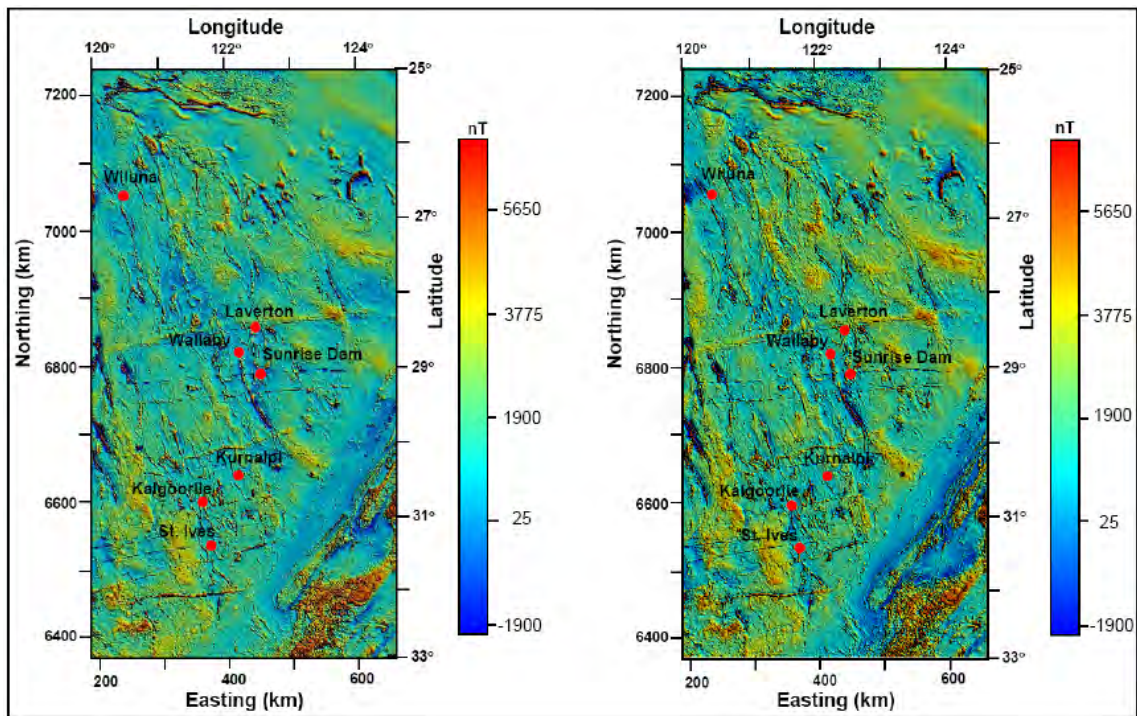 Longitude
120° 122° 124°
25°
7200
nT
Wiluna
5650
27°
7000
Northing (km)
Latitude
3775
Laverton
Wallaby
Sunrise Dam
29°
6800
1900
Kurnalpi
Kalgoorlie
6600
25
31°
St. Ives
-1900
6400
33°
200 400 600
Easting (km)
Longitude
120° 122° 124°
25°
7200
nT
Wiluna
5650
27°
7000
Northing (km)
Latitude
3775
Laverton
Wallaby
Sunrise Dam
29°
6800
1900
Kurnalpi
Kalgoorlie
6600
25
31°
St. Ives
-1900
6400
33°
200 400 600
Easting (km)